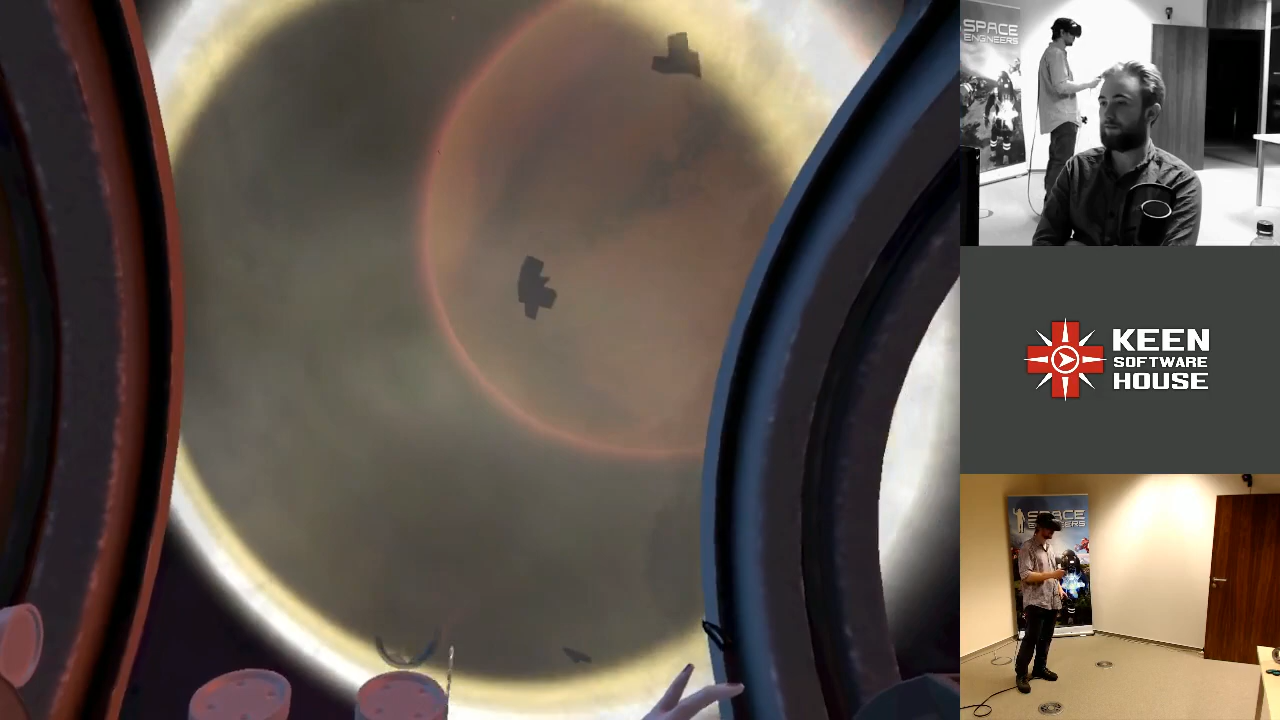 SPACE
ENGINEERS
KEEN
SOFTWARE
HOUSE
SPACE
ENGINEERS